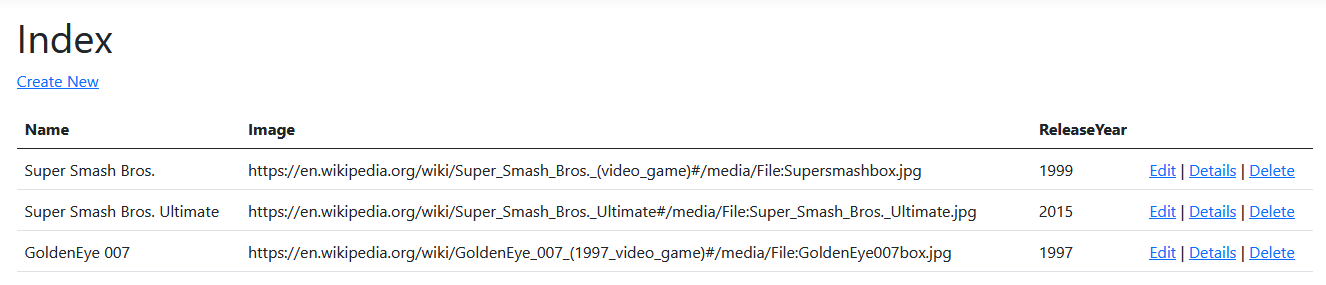 Index
Create New
Name Image ReleaseYear
Super Smash Bros. https://en.wikipedia.org/wiki/Super_Smash_Bros._(video_game)#/media/File:Supersmashbox.jpg 1999 Edit | Details | Delete
Super Smash Bros. Ultimate https://en.wikipedia.org/wiki/Super_Smash_Bros._Ultimate#/media/File:Super_Smash_Bros._Ultimate.jpg 2015 Edit | Details | Delete
GoldenEye 007 https://en.wikipedia.org/wiki/GoldenEye_007_(1997_video_game)#/media/File:GoldenEye007box.jpg 1997 Edit | Details | Delete